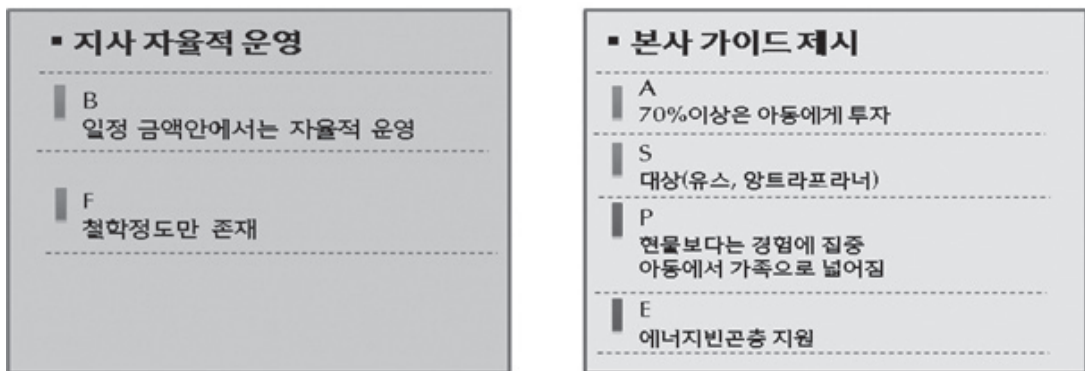 ▪ 지사 자율적 운영
B
일정 금액안에서는 자율적 운영
F
철학정도만 존재
▪ 본사 가이드 제시
A
70%이상은 아동에게 투자
S
대상(유스, 앙트라프라너)
P
현물보다는 경험에 집중
아동에서 가족으로 넓어짐
E
에너지빈곤층 지원